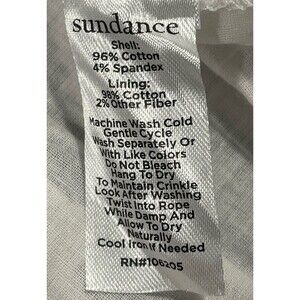 sundance
Shell:
96% Cotton
4% Spandex
Lining:
98% Cotton
2% Other Fiber
Machine Wash Cold
Gentle Cycle
Wash Separately Or
With Like Colors
Do Not Bleach
Hang To Dry
To Maintain Crinkle
Look After Washing
Twist Into Rope
While Damp And
Allow To Dry
Naturally
Cool Iron If Needed
RN#106205